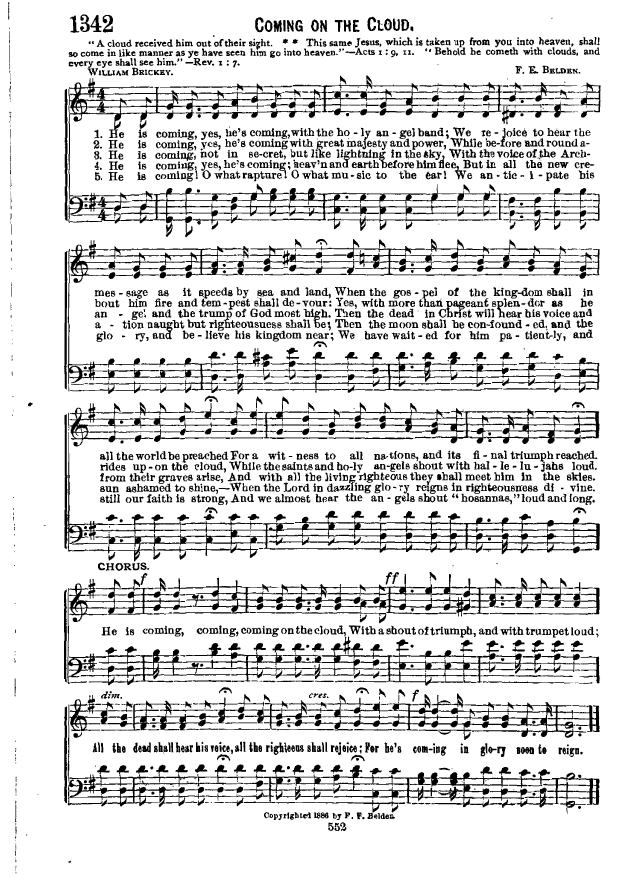 1342
COMING ON THE CLOUD.
"A cloud received him out of their sight. * * This same Jesus, which is taken up from you into heaven, shall
so come in like manner as ye have seen him go into heaven."—Acts 1 : 9, 11. "Behold he cometh with clouds, and
every eye shall see him."—Rev. 1 : 7.
WILLIAM BRICKEY. F. E. BELDEN.
1. He is coming, yes, he's coming, with the ho - ly an - gel band; We re - joice to hear the
2. He is coming, yes, he's coming with great majesty and power, While be-fore and round a-
3. He is coming, not in se-cret, but like lightning in the sky, With the voice of the Arch-
4. He is coming, yes, he's coming; heav'n and earth before him flee, But in all the new cre-
5. He is coming! O what rapture! O what mu - sic to the ear! We an - tic - i - pate his
mes - sage as it speeds by sea and land, When the gos - pel of the king-dom shall in
bout him fire and tem - pest shall de - vour: Yes, with more than pageant splen - dor as he
an - gel and the trump of God most high. Then the dead in Christ will hear his voice and
a - tion naught but righteousness shall be; Then the moon shall be con-found - ed, and the
glo - ry, and be - lieve his kingdom near; We have wait - ed for him pa - tient-ly, and
all the world be preached For a wit - ness to all na-tions, and its fi - nal triumph reached.
rides up - on the cloud, While the saints and ho-ly an-gels shout with hal - le - lu - jahs loud.
from their graves arise, And with all the living righteous they shall meet him in the skies.
sun ashamed to shine,—When the Lord in dazzling glo - ry reigns in righteousness di - vine.
still our faith is strong, And we almost hear the an - gels shout "hosannas," loud and long.
CHORUS.
f ff
He is coming, coming, coming on the cloud, With a shout of triumph, and with trumpet loud;
dim. cres. f
All the dead shall hear his voice, all the righteous shall rejoice; For he's com-ing in glo-ry soon to reign.
Copyrighted 1886 by F. E. Belden.
552